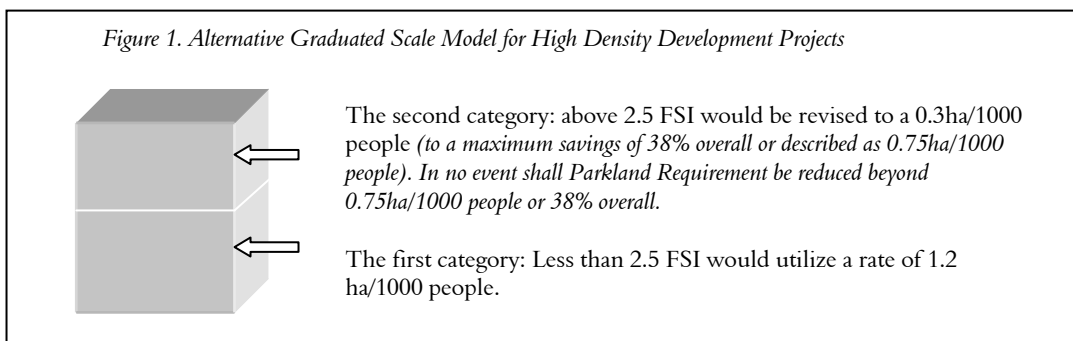 Figure 1. Alternative Graduated Scale Model for High Density Development Projects
The second category: above 2.5 FSI would be revised to a 0.3ha/1000
people (to a maximum savings of 38% overall or described as 0.75ha/1000
people). In no event shall Parkland Requirement be reduced beyond
0.75ha/1000 people or 38% overall.
The first category: Less than 2.5 FSI would utilize a rate of 1.2
ha/1000 people.